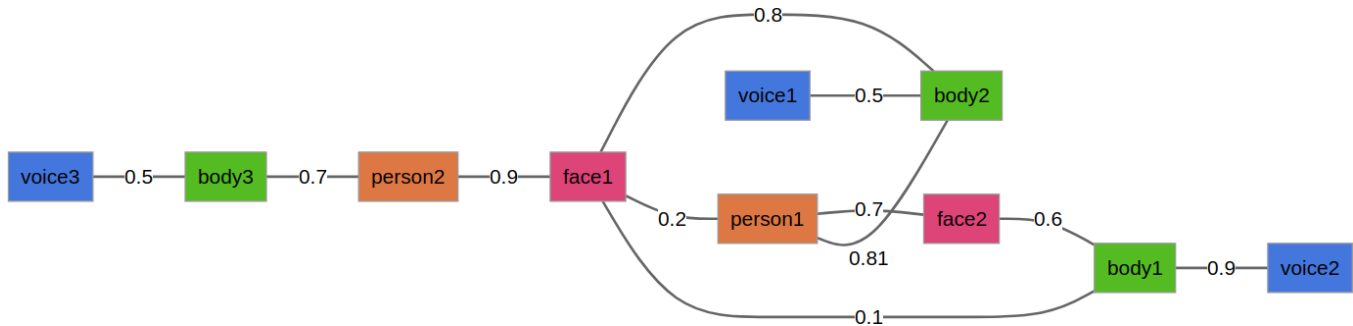 0.8
voice1 0.5 body2
voice3 0.5 body3 0.7 person2 0.9 face1
0.2 person1 0.7 face2 0.6
0.81
body1 0.9 voice2
0.1